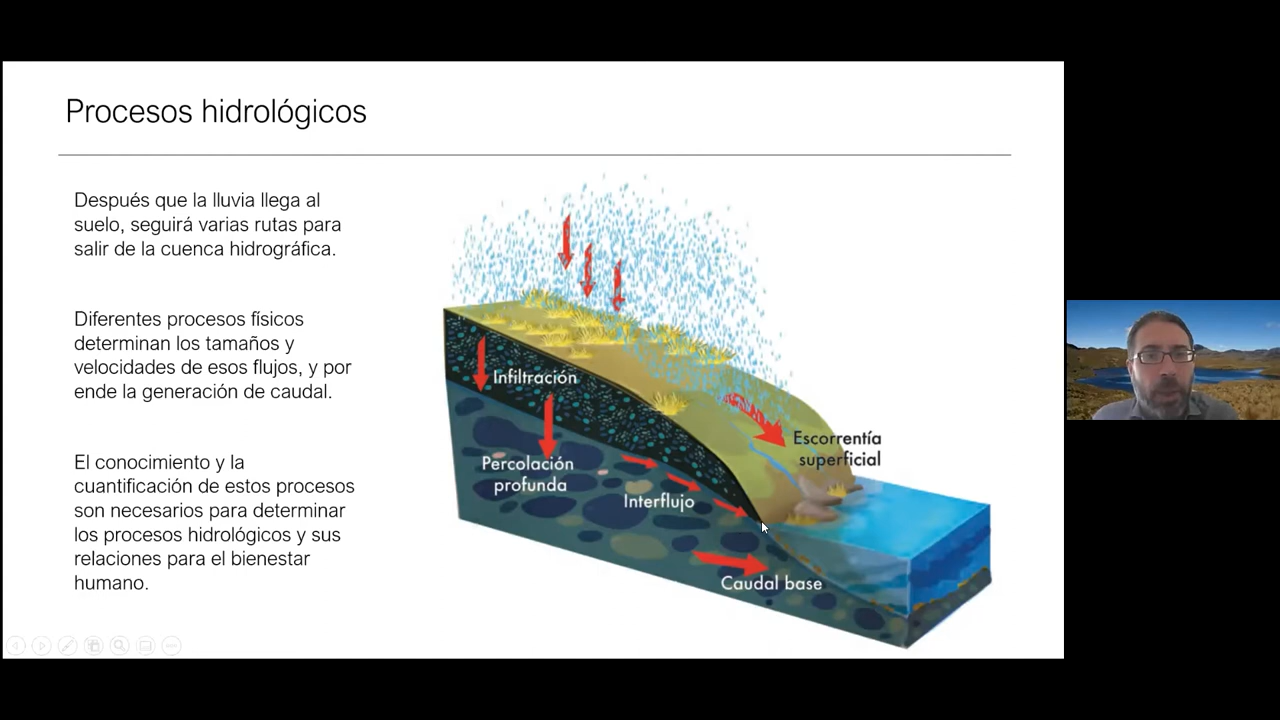 Procesos hidrológicos
Después que la lluvia llega al
suelo, seguirá varias rutas para
salir de la cuenca hidrográfica.
Diferentes procesos físicos
determinan los tamaños y
velocidades de esos flujos, y por
ende la generación de caudal.
El conocimiento y la
cuantificación de estos procesos
son necesarios para determinar
los procesos hidrológicos y sus
relaciones para el bienestar
humano.
Infiltración
Percolación
profunda
Interflujo
Escorrentía
superficial
Caudal base